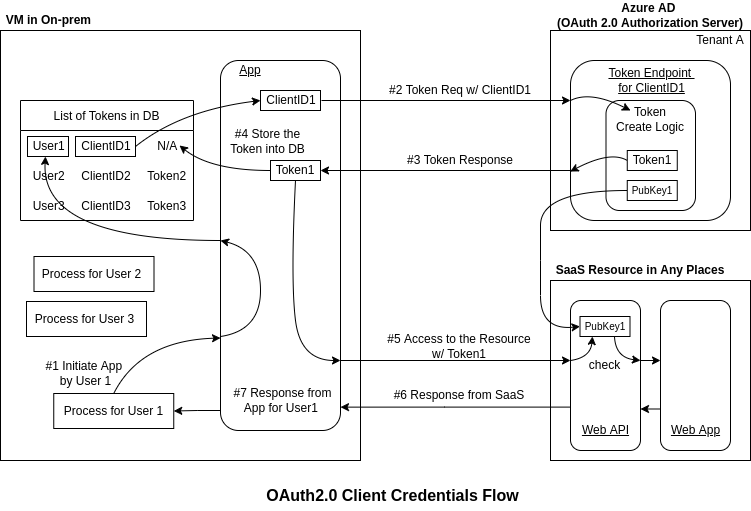 VM in On-prem
Azure AD
(OAuth 2.0 Authorization Server)
Tenant A
App
Token Endpoint
for ClientID1
ClientID1
#2 Token Req w/ ClientID1
List of Tokens in DB
Token
Create Logic
#4 Store the
Token into DB
User1 ClientID1 N/A
#3 Token Response
Token1
Token1
User2 ClientID2 Token2
PubKey1
User3 ClientID3 Token3
SaaS Resource in Any Places
Process for User 2
Process for User 3
PubKey1
#5 Access to the Resource
w/ Token1
check
#1 Initiate App
by User 1
#7 Response from
App for User1
#6 Response from SaaS
Process for User 1
Web API
Web App
OAuth2.0 Client Credentials Flow